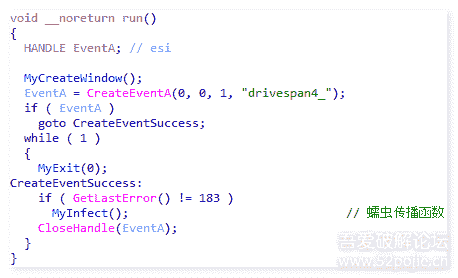 void __noreturn run()
{
  HANDLE EventA; // esi

  MyCreateWindow();
  EventA = CreateEventA(0, 0, 1, "drivespan4_");
  if ( EventA )
    goto CreateEventSuccess;
  while ( 1 )
  {
    MyExit(0);
CreateEventSuccess:
    if ( GetLastError() != 183 )
      MyInfect();                              // 蠕虫传播函数
    CloseHandle(EventA);
  }
}
吾爱破解论坛
www.52pojie.cn